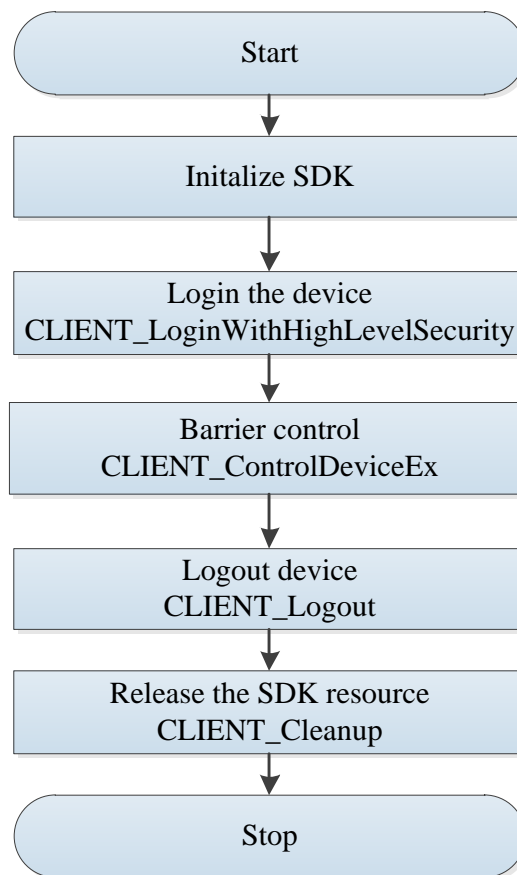 Start
Initalize SDK
Login the device
CLIENT_LoginWithHighLevelSecurity
Barrier control
CLIENT_ControlDeviceEx
Logout device
CLIENT_Logout
Release the SDK resource
CLIENT_Cleanup
Stop